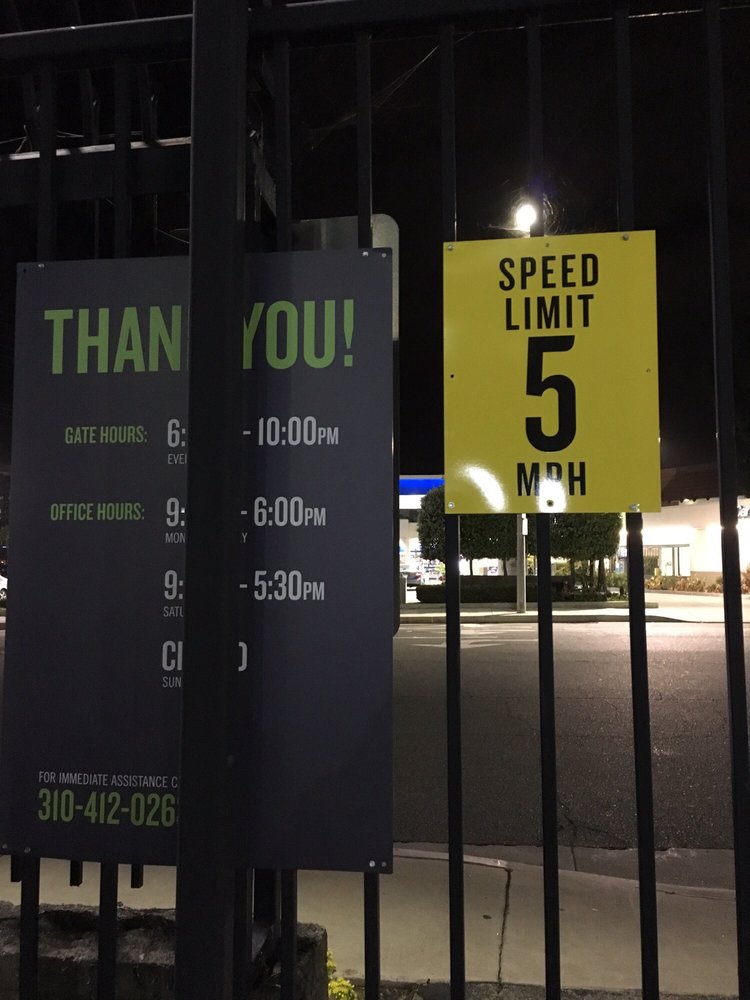 THAN YOU!
GATE HOURS: 6: - 10:00PM
OFFICE HOURS: 9: - 6:00PM
9: - 5:30PM
FOR IMMEDIATE ASSISTANCE
310-412-026
SPEED
LIMIT
5
MPH